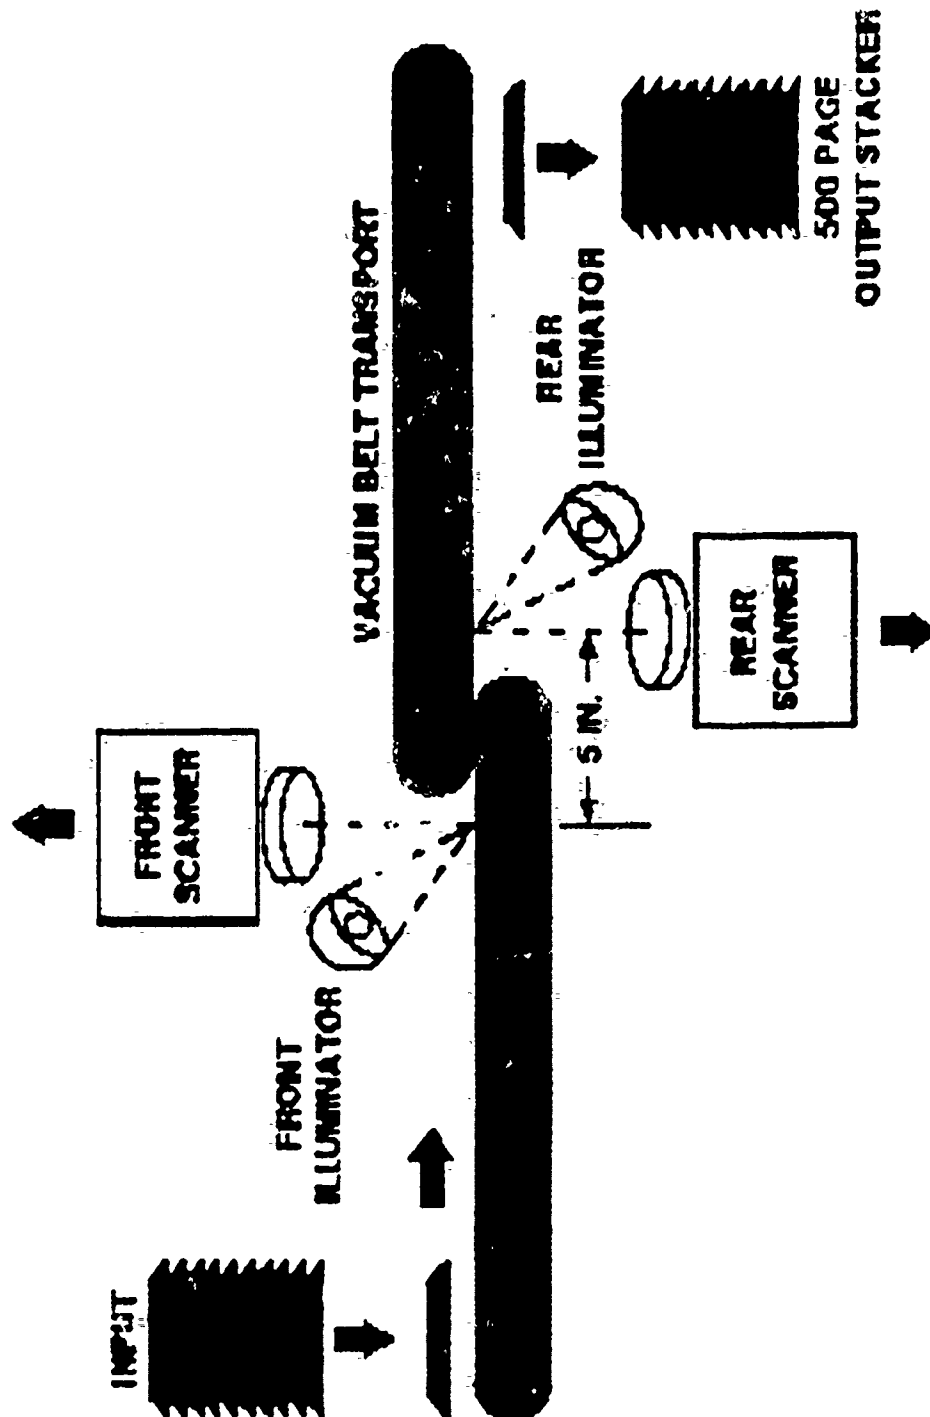 INPUT
FRONT
ILLUMINATOR
FRONT
SCANNER
VACUUM BELT TRANSPORT
5 IN.
REAR
ILLUMINATOR
REAR
SCANNER
500 PAGE
OUTPUT STACKER